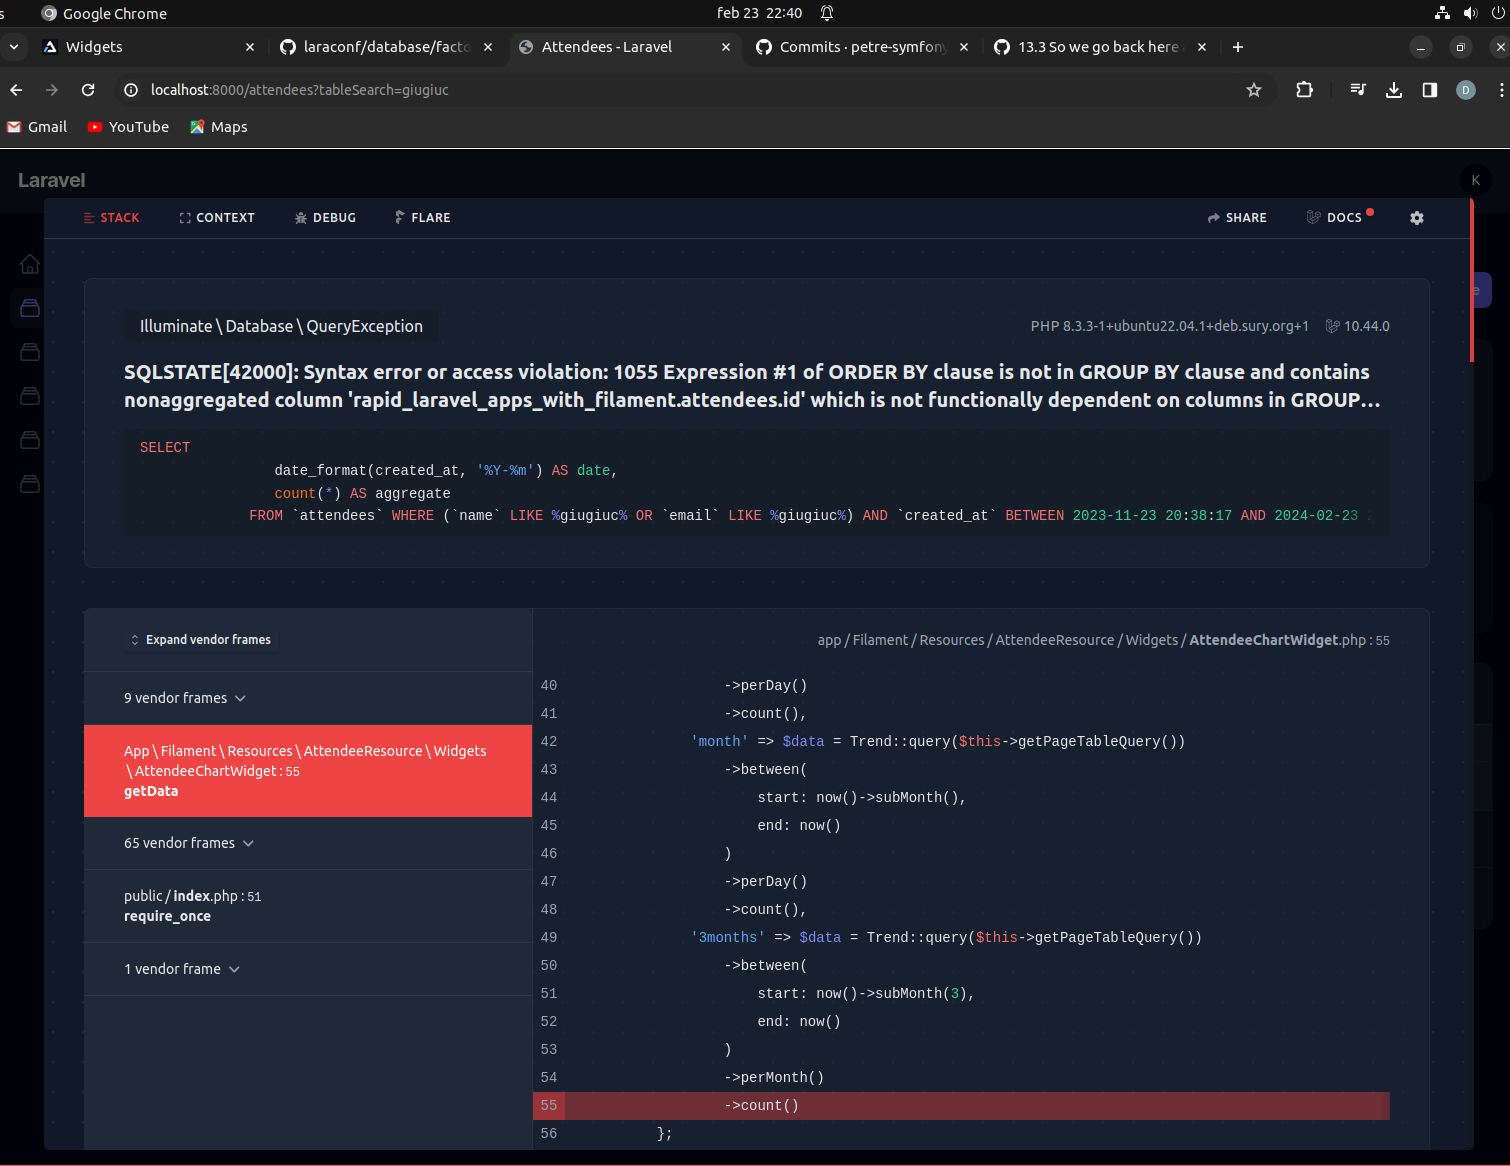 s
Google Chrome
feb 23 22:40
Widgets
laraconf/database/facto
Attendees - Laravel
Commits · petre-symfony
13.3 So we go back here
localhost:8000/attendees?tableSearch=giugiuc
D
Gmail
YouTube
Maps
Laravel
K
STACK
CONTEXT
DEBUG
FLARE
SHARE
DOCS
e
Illuminate\Database\QueryException
PHP 8.3.3-1+ubuntu22.04.1+deb.sury.org+1
10.44.0
SQLSTATE[42000]: Syntax error or access violation: 1055 Expression #1 of ORDER BY clause is not in GROUP BY clause and contains
nonaggregated column 'rapid_laravel_apps_with_filament.attendees.id' which is not functionally dependent on columns in GROUP...
SELECT
date_format(created_at, '%Y-%m') AS date,
count(*) AS aggregate
FROM `attendees` WHERE (`name` LIKE %giugiuc% OR `email` LIKE %giugiuc%) AND `created_at` BETWEEN 2023-11-23 20:38:17 AND 2024-02-23
Expand vendor frames
9 vendor frames
App\Filament\Resources\AttendeeResource\Widgets
\AttendeeChartWidget:55
getData
65 vendor frames
public/index.php:51
require_once
1 vendor frame
app/Filament/Resources/AttendeeResource/Widgets/AttendeeChartWidget.php:55
40 ->perDay()
41 ->count(),
42 'month' => $data = Trend::query($this->getPageTableQuery())
43 ->between(
44 start: now()->subMonth(),
45 end: now()
46 )
47 ->perDay()
48 ->count(),
49 '3months' => $data = Trend::query($this->getPageTableQuery())
50 ->between(
51 start: now()->subMonth(3),
52 end: now()
53 )
54 ->perMonth()
55 ->count()
56 };